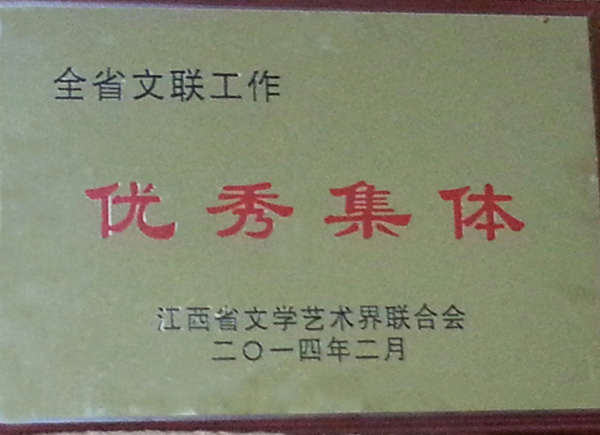 全省文联工作
优秀集体
江西省文学艺术界联合会
二〇一四年二月